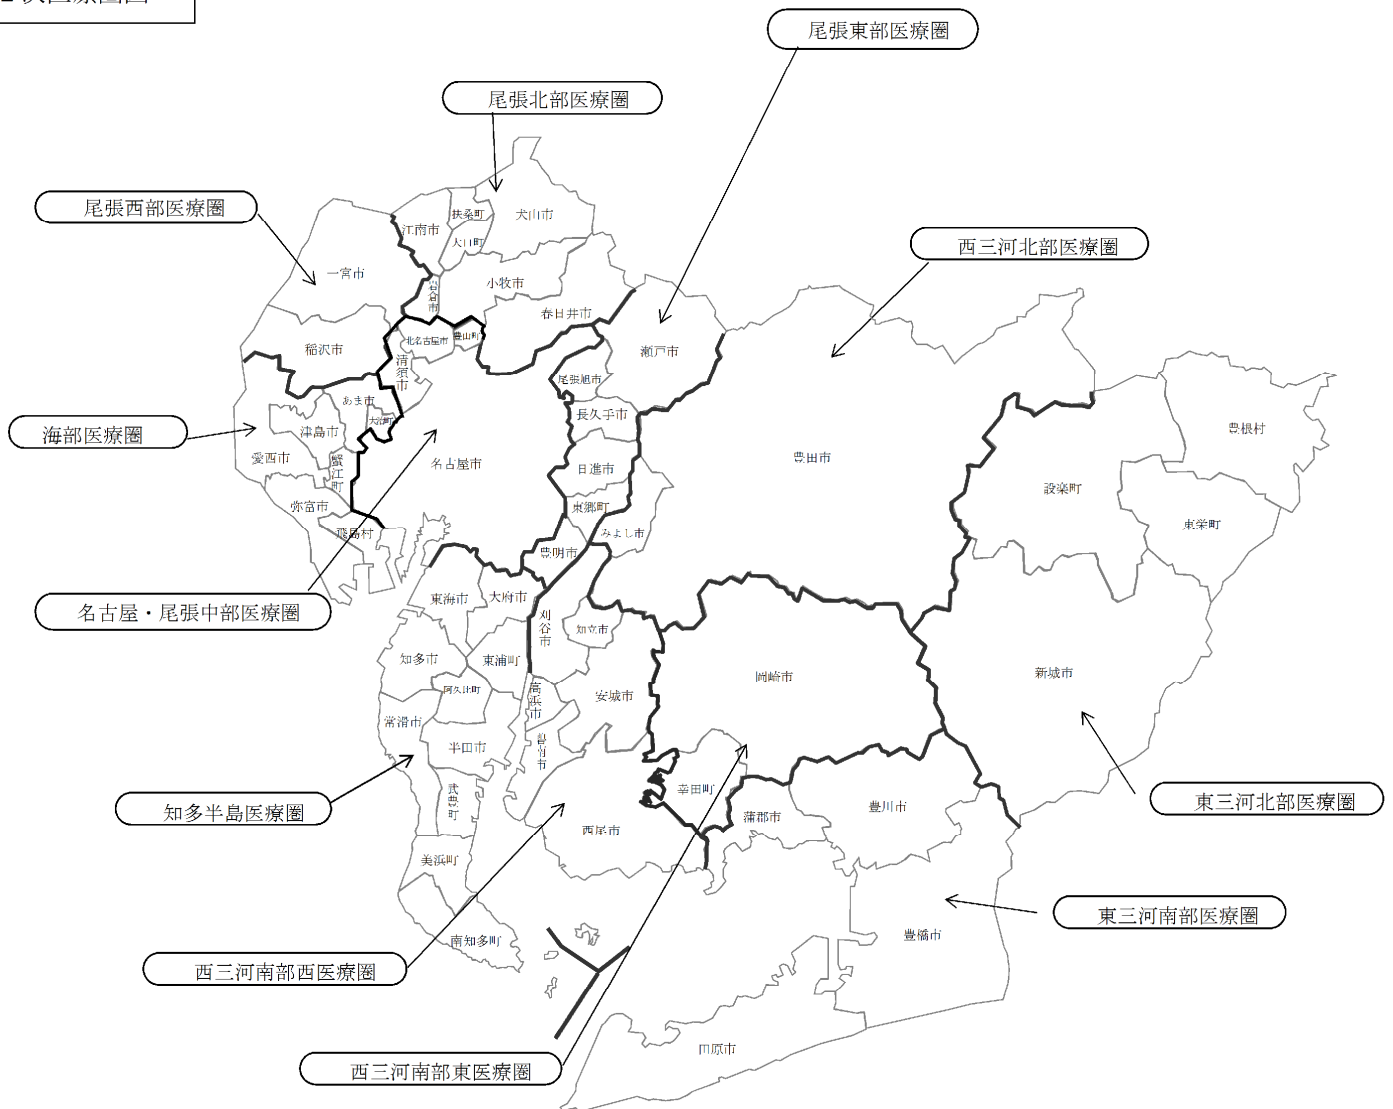 尾張東部医療圏
尾張北部医療圏
尾張西部医療圏
西三河北部医療圏
扶桑町
犬山市
江南市
大口町
一宮市
小牧市
岩倉市
春日井市
稲沢市
北名古屋市
豊山町
清須市
瀬戸市
尾張旭市
あま市
大治町
長久手市
津島市
海部医療圏
豊根村
愛西市
蟹江町
名古屋市
日進市
豊田市
設楽町
弥富市
東郷町
東栄町
飛島村
みよし市
豊明市
名古屋・尾張中部医療圏
東海市
大府市
刈谷市
知立市
知多市
東浦町
阿久比町
高浜市
安城市
岡崎市
新城市
常滑市
半田市
碧南市
武豊町
幸田町
知多半島医療圏
西尾市
蒲郡市
豊川市
東三河北部医療圏
美浜町
東三河南部医療圏
南知多町
豊橋市
西三河南部西医療圏
田原市
西三河南部東医療圏